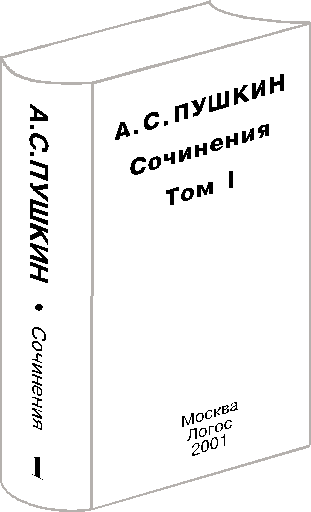 А.С.ПУШКИН • Сочинения I
А.С.ПУШКИН
Сочинения
Том I
Москва
Логос
2001